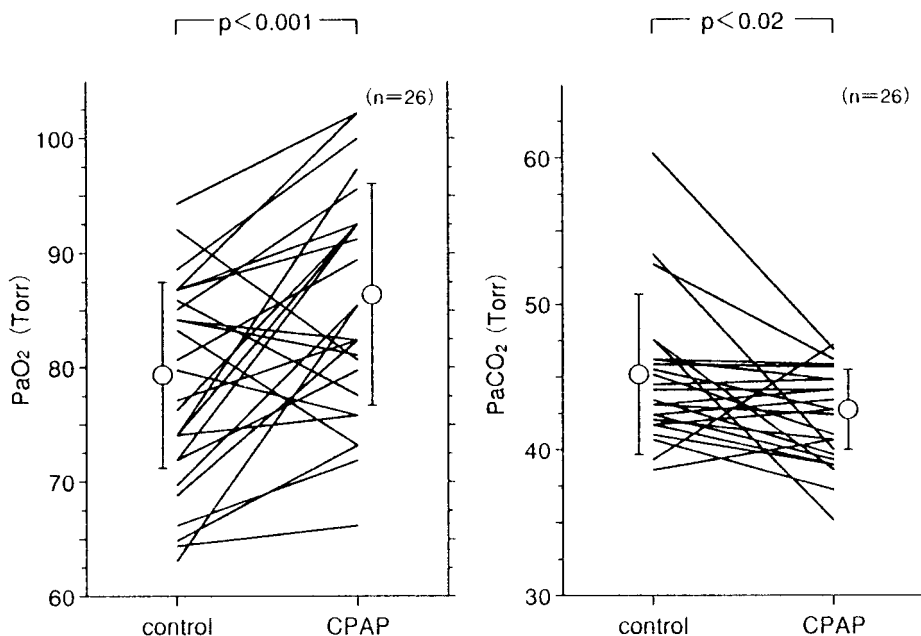 p<0.001
(n=26)
100
90
80
70
60
PaO₂ (Torr)
control
CPAP
p<0.02
(n=26)
60
50
40
30
PaCO₂ (Torr)
control
CPAP